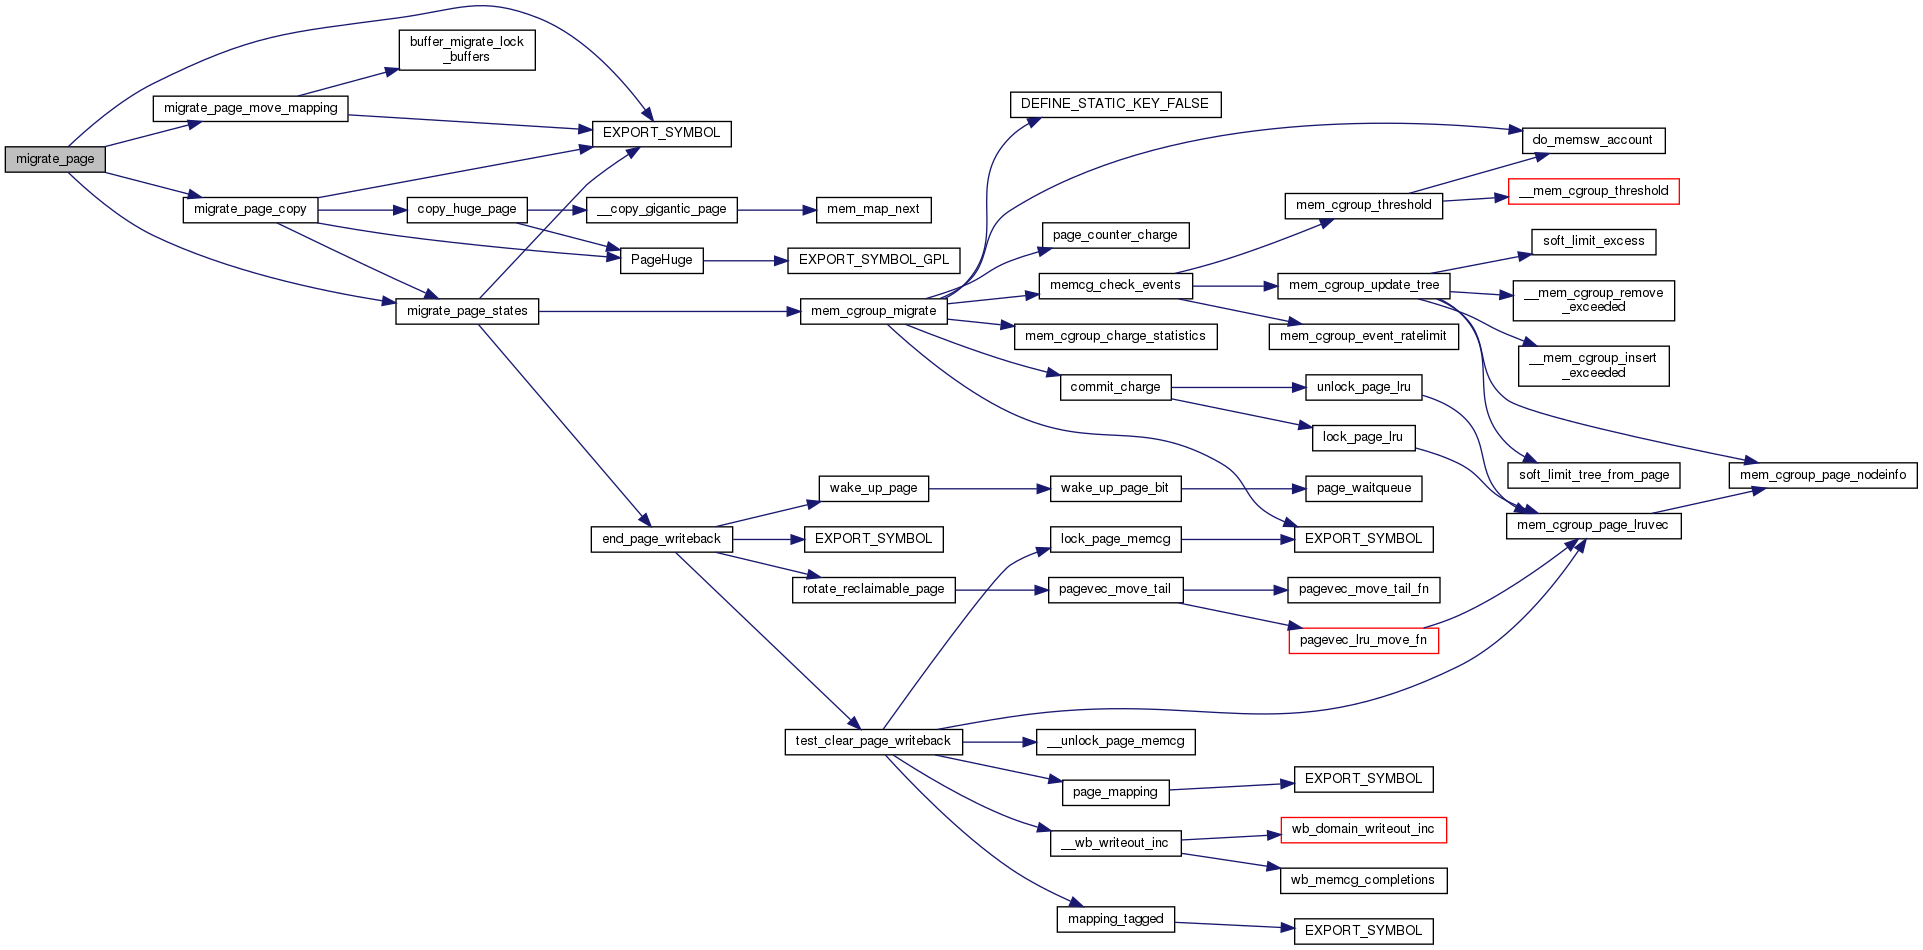 migrate_page
migrate_page_move_mapping
buffer_migrate_lock
_buffers
EXPORT_SYMBOL
migrate_page_copy
copy_huge_page
__copy_gigantic_page
mem_map_next
PageHuge
EXPORT_SYMBOL_GPL
migrate_page_states
mem_cgroup_migrate
DEFINE_STATIC_KEY_FALSE
do_memsw_account
page_counter_charge
memcg_check_events
mem_cgroup_threshold
__mem_cgroup_threshold
mem_cgroup_update_tree
soft_limit_excess
__mem_cgroup_remove
_exceeded
__mem_cgroup_insert
_exceeded
mem_cgroup_event_ratelimit
mem_cgroup_charge_statistics
commit_charge
unlock_page_lru
lock_page_lru
soft_limit_tree_from_page
mem_cgroup_page_nodeinfo
mem_cgroup_page_lruvec
end_page_writeback
wake_up_page
wake_up_page_bit
page_waitqueue
EXPORT_SYMBOL
lock_page_memcg
EXPORT_SYMBOL
rotate_reclaimable_page
pagevec_move_tail
pagevec_move_tail_fn
pagevec_lru_move_fn
test_clear_page_writeback
__unlock_page_memcg
page_mapping
EXPORT_SYMBOL
__wb_writeout_inc
wb_domain_writeout_inc
wb_memcg_completions
mapping_tagged
EXPORT_SYMBOL